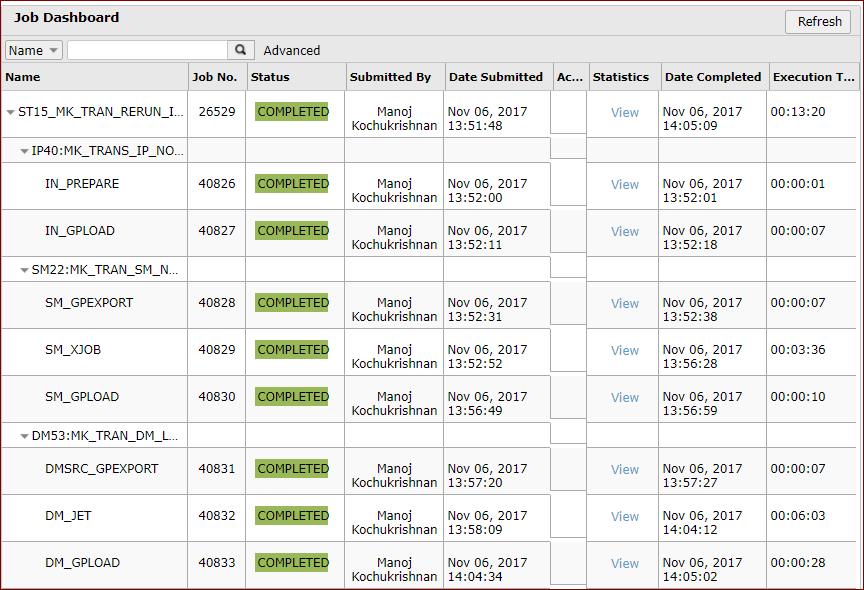 Job Dashboard
Refresh
Name
Advanced
Name Job No. Status Submitted By Date Submitted Ac... Statistics Date Completed Execution T...
ST15_MK_TRAN_RERUN_I... 26529 COMPLETED Manoj Kochukrishnan Nov 06, 2017 13:51:48 View Nov 06, 2017 14:05:09 00:13:20
IP40:MK_TRANS_IP_NO...
IN_PREPARE 40826 COMPLETED Manoj Kochukrishnan Nov 06, 2017 13:52:00 View Nov 06, 2017 13:52:01 00:00:01
IN_GPLOAD 40827 COMPLETED Manoj Kochukrishnan Nov 06, 2017 13:52:11 View Nov 06, 2017 13:52:18 00:00:07
SM22:MK_TRAN_SM_N...
SM_GPEXPORT 40828 COMPLETED Manoj Kochukrishnan Nov 06, 2017 13:52:31 View Nov 06, 2017 13:52:38 00:00:07
SM_XJOB 40829 COMPLETED Manoj Kochukrishnan Nov 06, 2017 13:52:52 View Nov 06, 2017 13:56:28 00:03:36
SM_GPLOAD 40830 COMPLETED Manoj Kochukrishnan Nov 06, 2017 13:56:49 View Nov 06, 2017 13:56:59 00:00:10
DM53:MK_TRAN_DM_L...
DMSRC_GPEXPORT 40831 COMPLETED Manoj Kochukrishnan Nov 06, 2017 13:57:20 View Nov 06, 2017 13:57:27 00:00:07
DM_JET 40832 COMPLETED Manoj Kochukrishnan Nov 06, 2017 13:58:09 View Nov 06, 2017 14:04:12 00:06:03
DM_GPLOAD 40833 COMPLETED Manoj Kochukrishnan Nov 06, 2017 14:04:34 View Nov 06, 2017 14:05:02 00:00:28